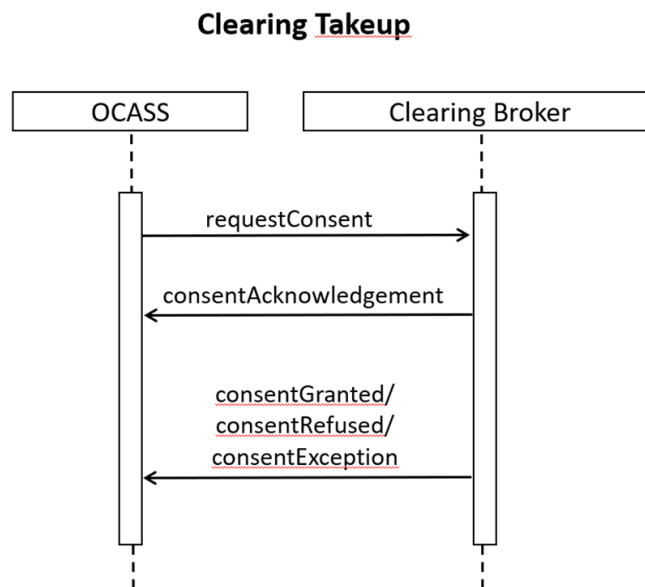 Clearing Takeup
OCASS
Clearing Broker
requestConsent
consentAcknowledgement
consentGranted/
consentRefused/
consentException